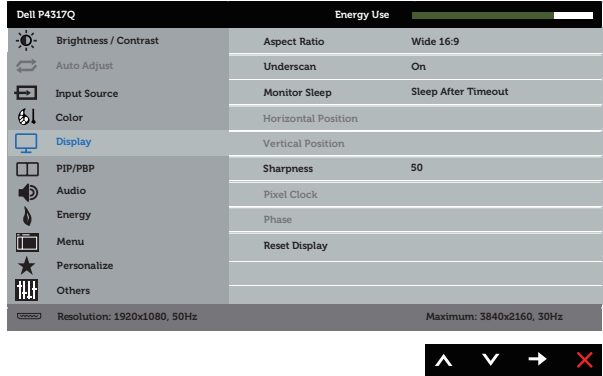 Dell P4317Q Energy Use
Brightness / Contrast Aspect Ratio Wide 16:9
Auto Adjust Underscan On
Input Source Monitor Sleep Sleep After Timeout
Color Horizontal Position
Display Vertical Position
PIP/PBP Sharpness 50
Audio Pixel Clock
Energy Phase
Menu Reset Display
Personalize
Others
Resolution: 1920x1080, 50Hz Maximum: 3840x2160, 30Hz